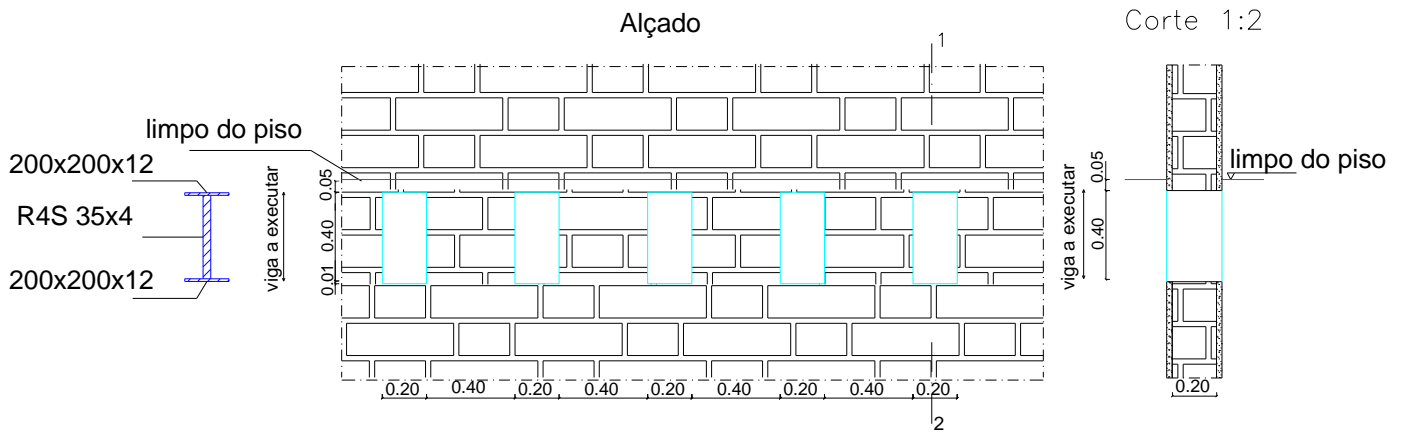 Alçado
Corte 1:2
1
limpo do piso
200x200x12
R4S 35x4
200x200x12
viga a executar
0.05
0.40
0.01
0.20 0.40 0.20 0.40 0.20 0.40 0.20 0.40 0.20
2
viga a executar
0.05
0.40
limpo do piso
0.20